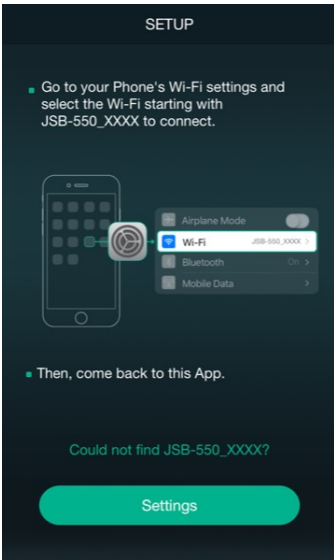 SETUP
Go to your Phone's Wi-Fi settings and
select the Wi-Fi starting with
JSB-550_XXXX to connect.
Airplane Mode
Wi-Fi JSB-550_XXXX >
Bluetooth On >
Mobile Data >
Then, come back to this App.
Could not find JSB-550_XXXX?
Settings